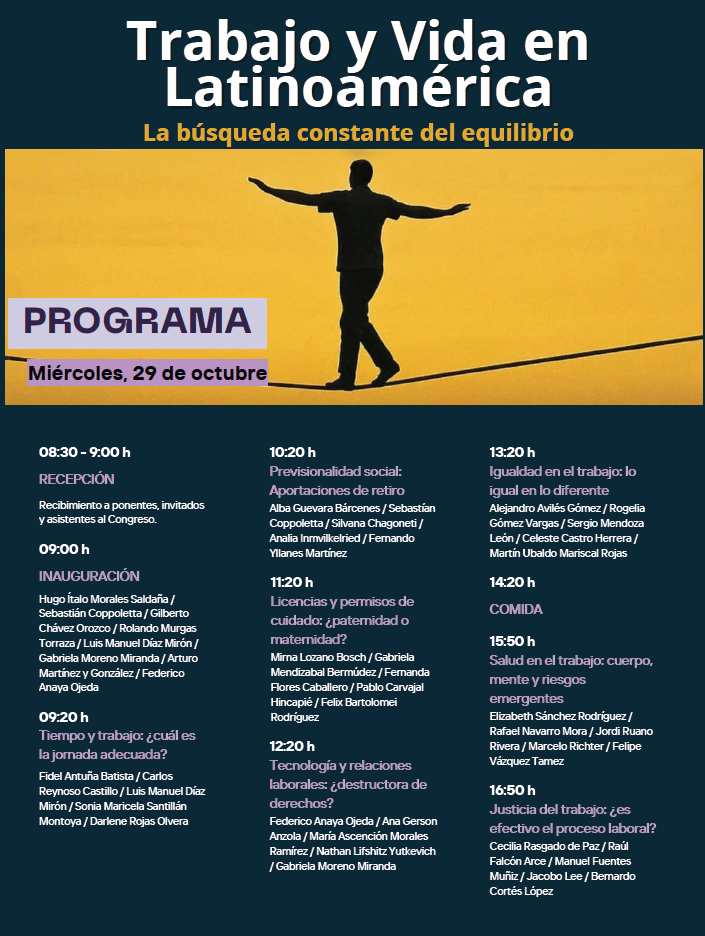 Trabajo y Vida en
Latinoamérica
La búsqueda constante del equilibrio
PROGRAMA
Miércoles, 29 de octubre
08:30 - 9:00 h
RECEPCIÓN
Recibimiento a ponentes, invitados
y asistentes al Congreso.
09:00 h
INAUGURACIÓN
Hugo Ítalo Morales Saldaña /
Sebastián Coppoletta / Gilberto
Chávez Orozco / Rolando Murgas
Torraza / Luis Manuel Díaz Mirón /
Gabriela Moreno Miranda / Arturo
Martínez y González / Federico
Anaya Ojeda
09:20 h
Tiempo y trabajo: ¿cuál es
la jornada adecuada?
Fidel Antuña Batista / Carlos
Reynoso Castillo / Luis Manuel Díaz
Mirón / Sonia Maricela Santillán
Montoya / Darlene Rojas Olvera
10:20 h
Previsionalidad social:
Aportaciones de retiro
Alba Guevara Bárcenes / Sebastían
Coppoletta / Silvana Chagoneti /
Analia Inmvilkelried / Fernando
Yllanes Martínez
11:20 h
Licencias y permisos de
cuidado: ¿paternidad o
maternidad?
Mirna Lozano Bosch / Gabriela
Mendizabal Bermúdez / Fernanda
Flores Caballero / Pablo Carvajal
Hincapié / Felix Bartolomei
Rodríguez
12:20 h
Tecnología y relaciones
laborales: ¿destructora de
derechos?
Federico Anaya Ojeda / Ana Gerson
Anzola / María Ascención Morales
Ramírez / Nathan Lifshitz Yutkevich
/ Gabriela Moreno Miranda
13:20 h
Igualdad en el trabajo: lo
igual en lo diferente
Alejandro Avilés Gómez / Rogelia
Gómez Vargas / Sergio Mendoza
León / Celeste Castro Herrera /
Martín Ubaldo Mariscal Rojas
14:20 h
COMIDA
15:50 h
Salud en el trabajo: cuerpo,
mente y riesgos
emergentes
Elizabeth Sánchez Rodríguez /
Rafael Navarro Mora / Jordi Ruano
Rivera / Marcelo Richter / Felipe
Vázquez Tamez
16:50 h
Justicia del trabajo: ¿es
efectivo el proceso laboral?
Cecilia Rasgado de Paz / Raúl
Falcón Arce / Manuel Fuentes
Muñiz / Jacobo Lee / Bernardo
Cortés López